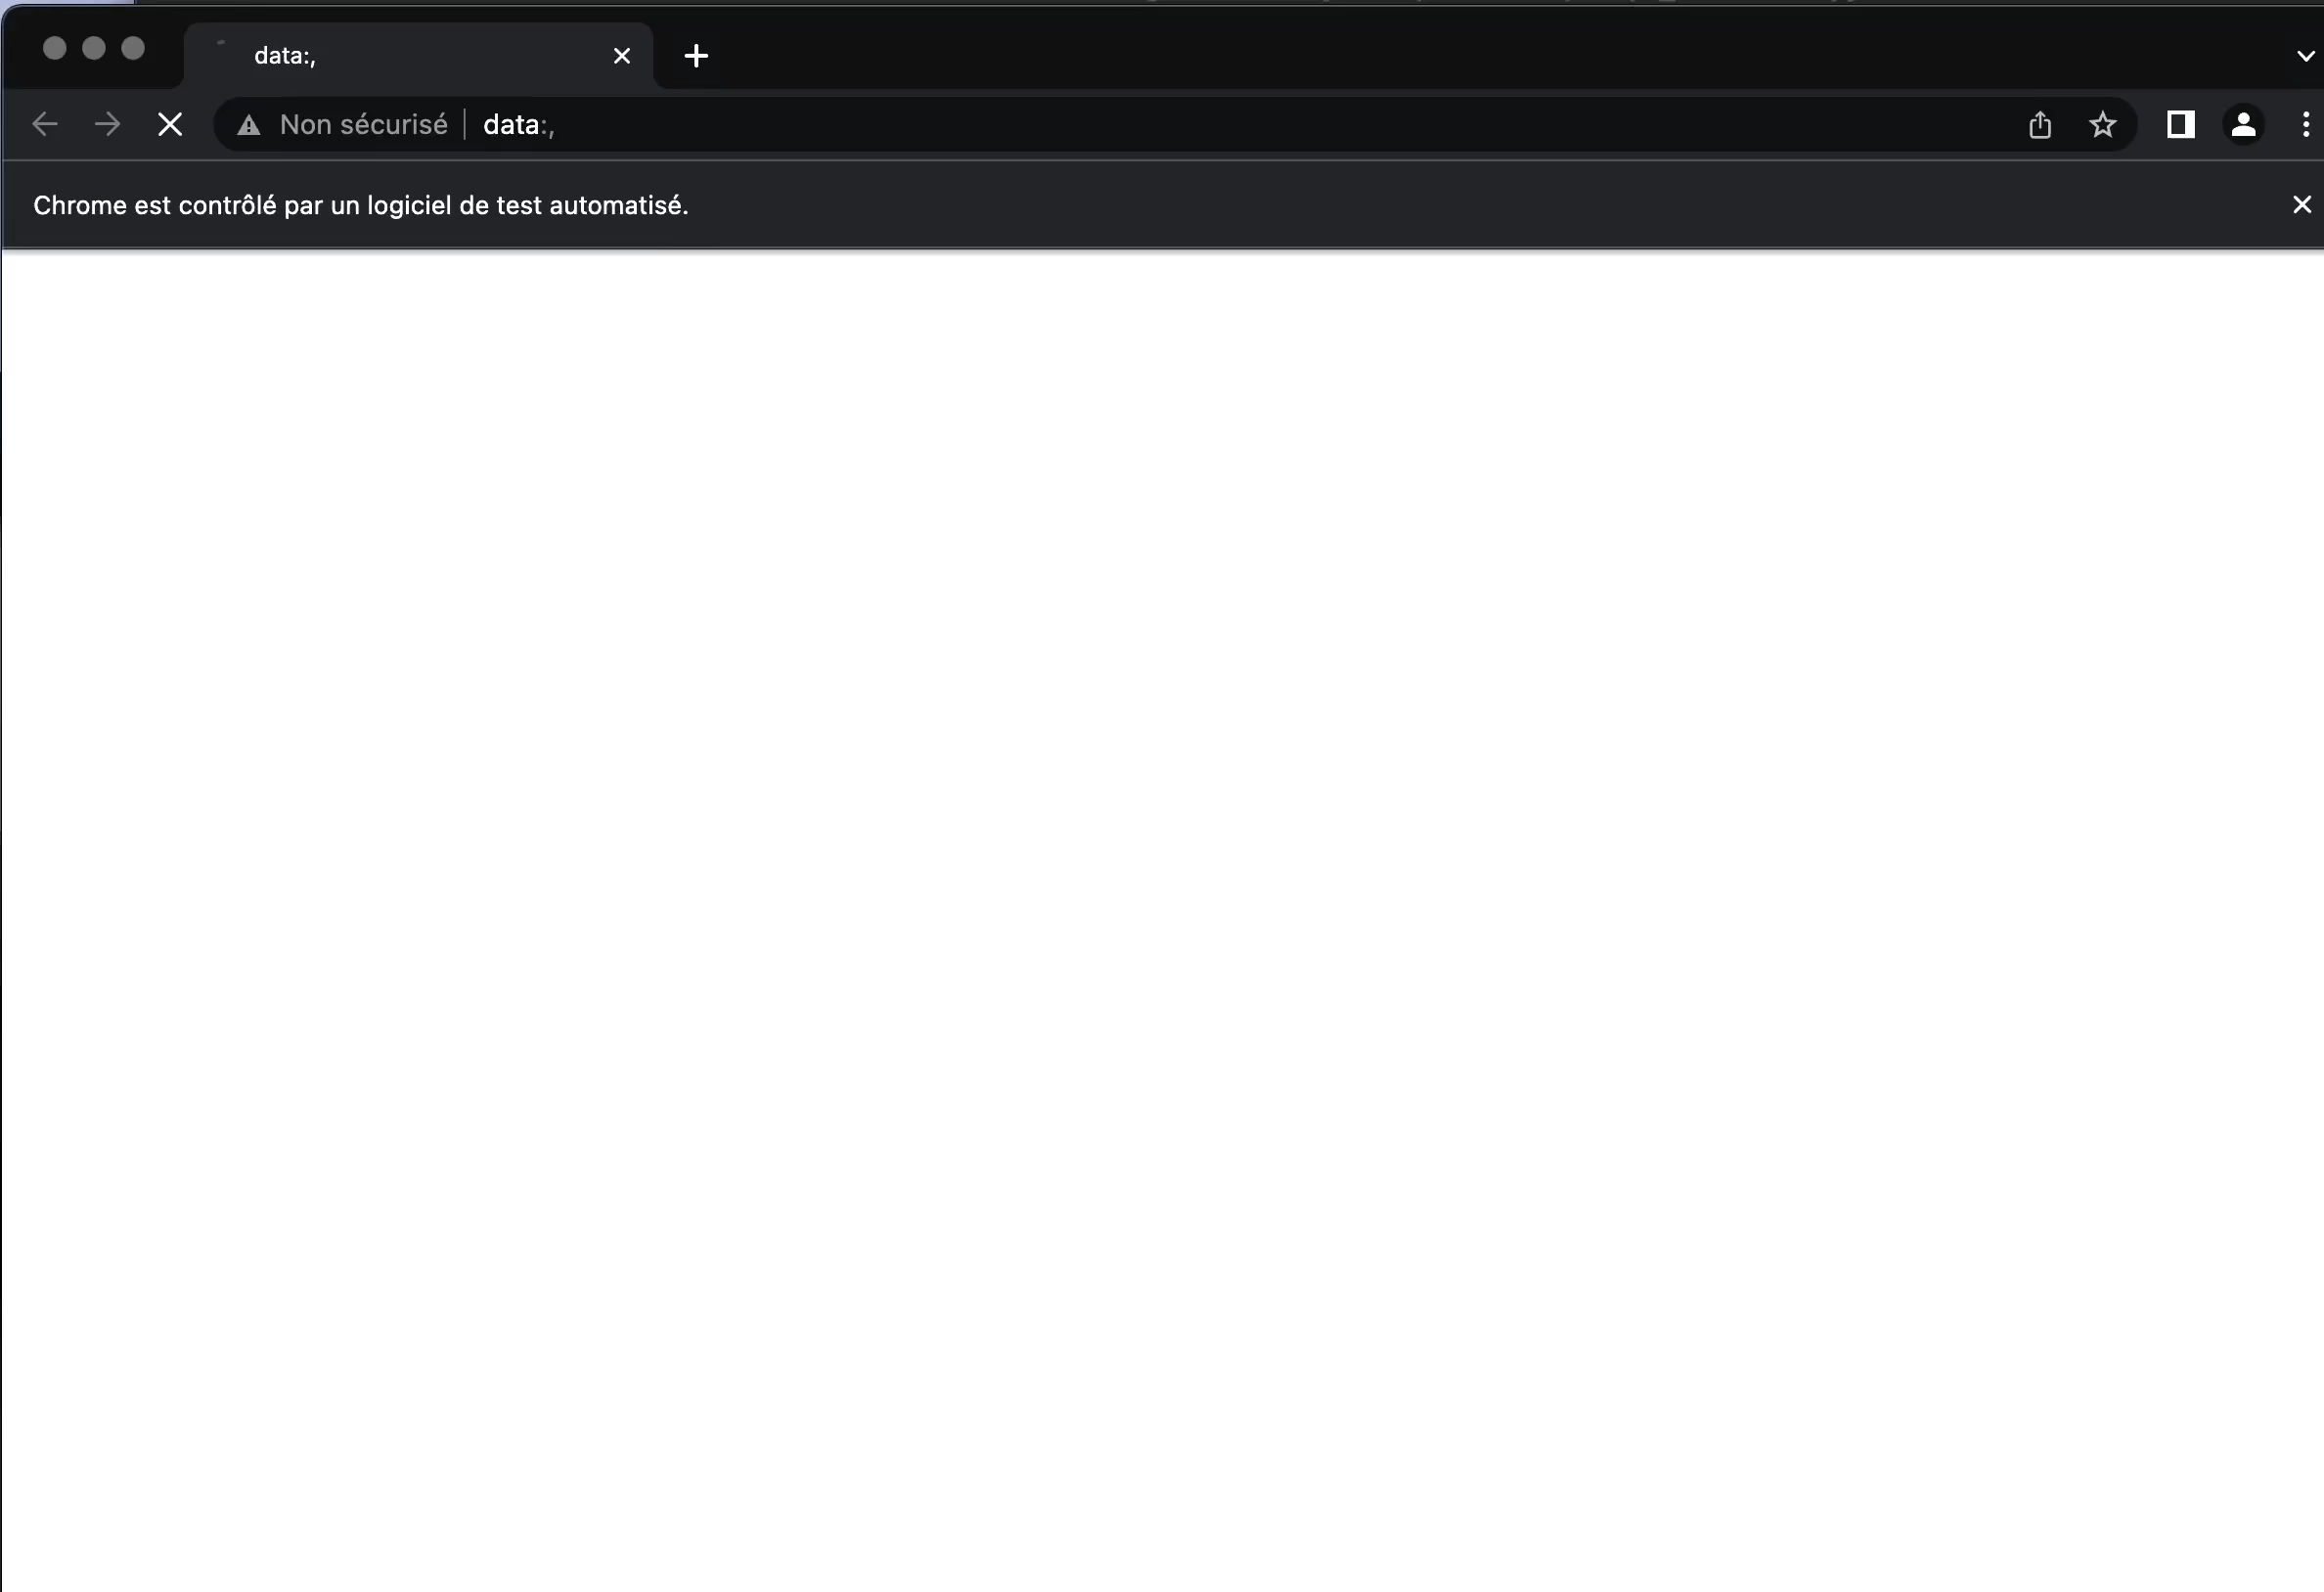 data:,
Non sécurisé | data:,
Chrome est contrôlé par un logiciel de test automatisé.